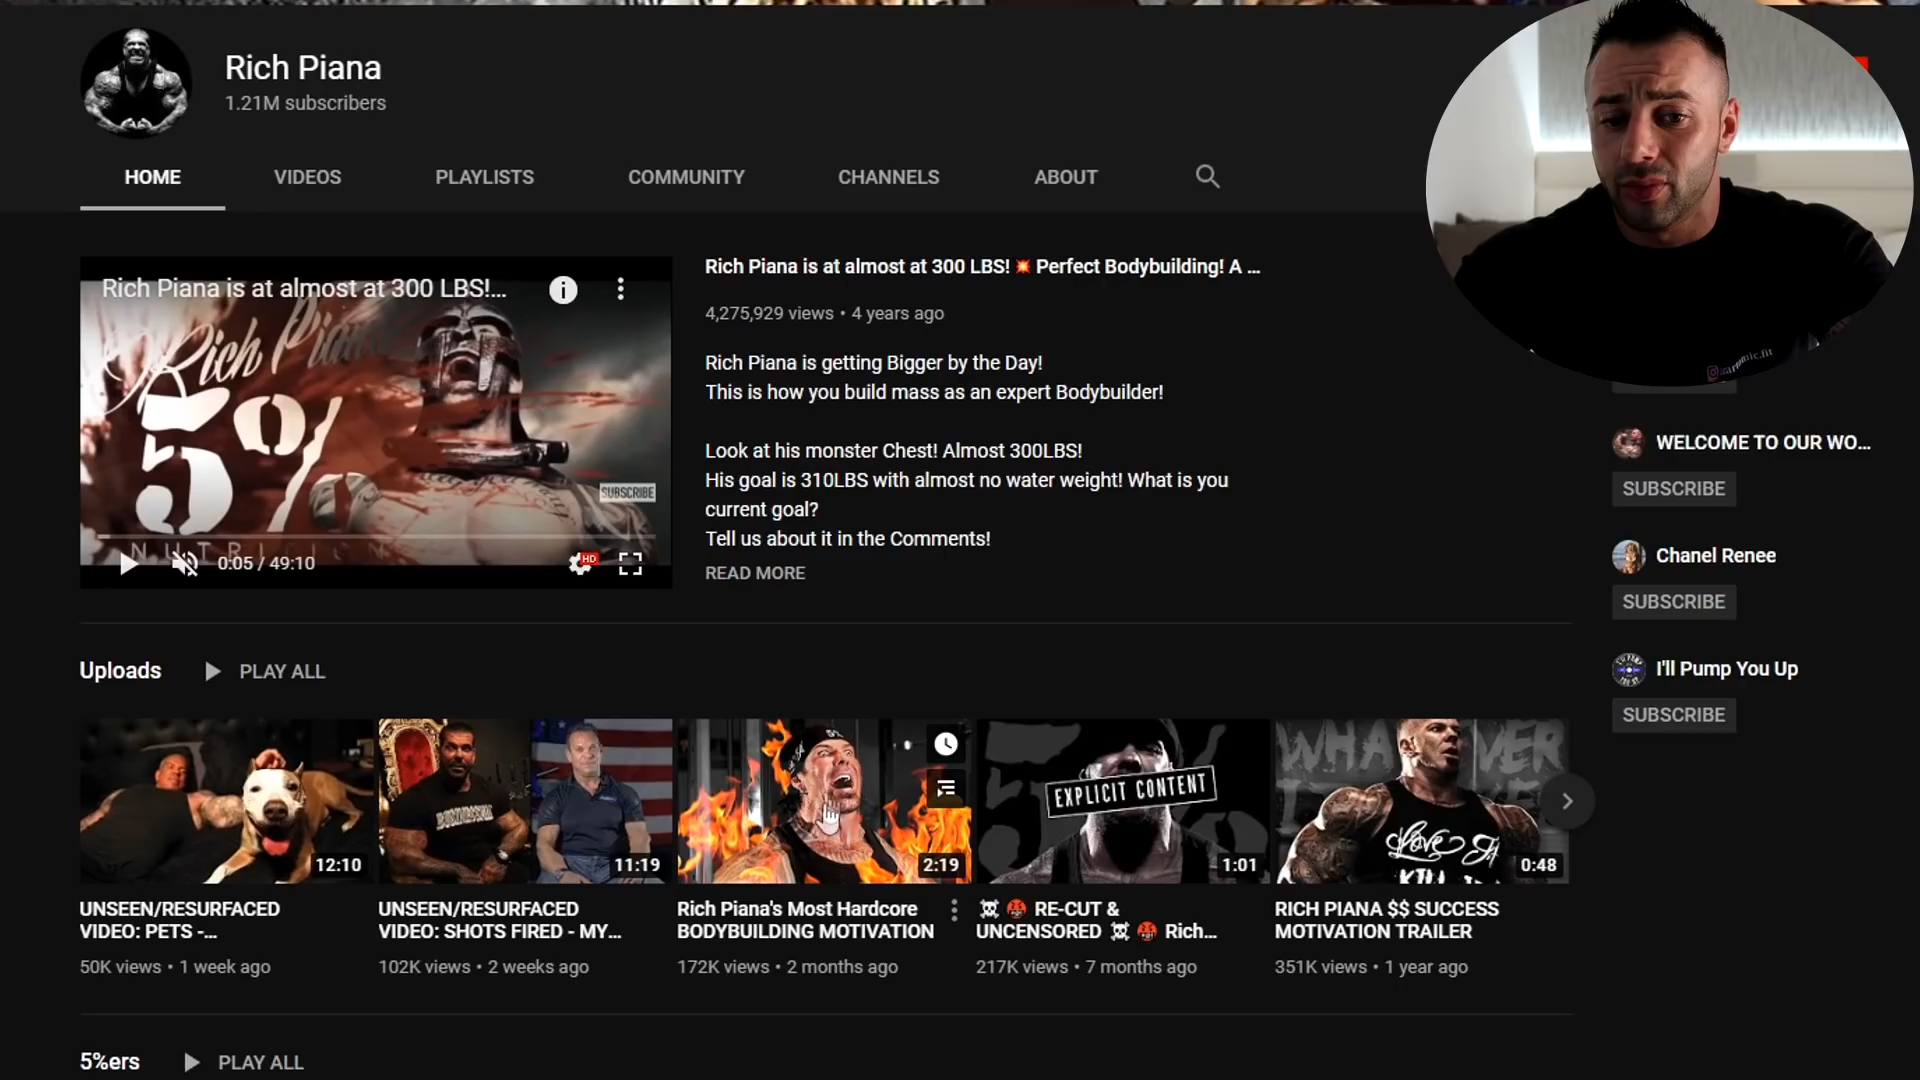 Rich Piana
1.21M subscribers
HOME
VIDEOS
PLAYLISTS
COMMUNITY
CHANNELS
ABOUT
Rich Piana is at almost at 300 LBS!...
Rich Piana
5%
NUTRI
SUBSCRIBE
0:05 / 49:10
HD
Rich Piana is at almost at 300 LBS! 💥 Perfect Bodybuilding! A ...
4,275,929 views • 4 years ago
Rich Piana is getting Bigger by the Day!
This is how you build mass as an expert Bodybuilder!
Look at his monster Chest! Almost 300LBS!
His goal is 310LBS with almost no water weight! What is you
current goal?
Tell us about it in the Comments!
READ MORE
WELCOME TO OUR WO...
SUBSCRIBE
Chanel Renee
SUBSCRIBE
I'll Pump You Up
SUBSCRIBE
Uploads
PLAY ALL
12:10
UNSEEN/RESURFACED
VIDEO: PETS -...
50K views • 1 week ago
11:19
UNSEEN/RESURFACED
VIDEO: SHOTS FIRED - MY...
102K views • 2 weeks ago
2:19
Rich Piana's Most Hardcore
BODYBUILDING MOTIVATION
172K views • 2 months ago
EXPLICIT CONTENT
1:01
☠️ 🤬 RE-CUT &
UNCENSORED ☠️ 🤬 Rich...
217K views • 7 months ago
Love It
KILL
0:48
RICH PIANA $$ SUCCESS
MOTIVATION TRAILER
351K views • 1 year ago
5%ers
PLAY ALL